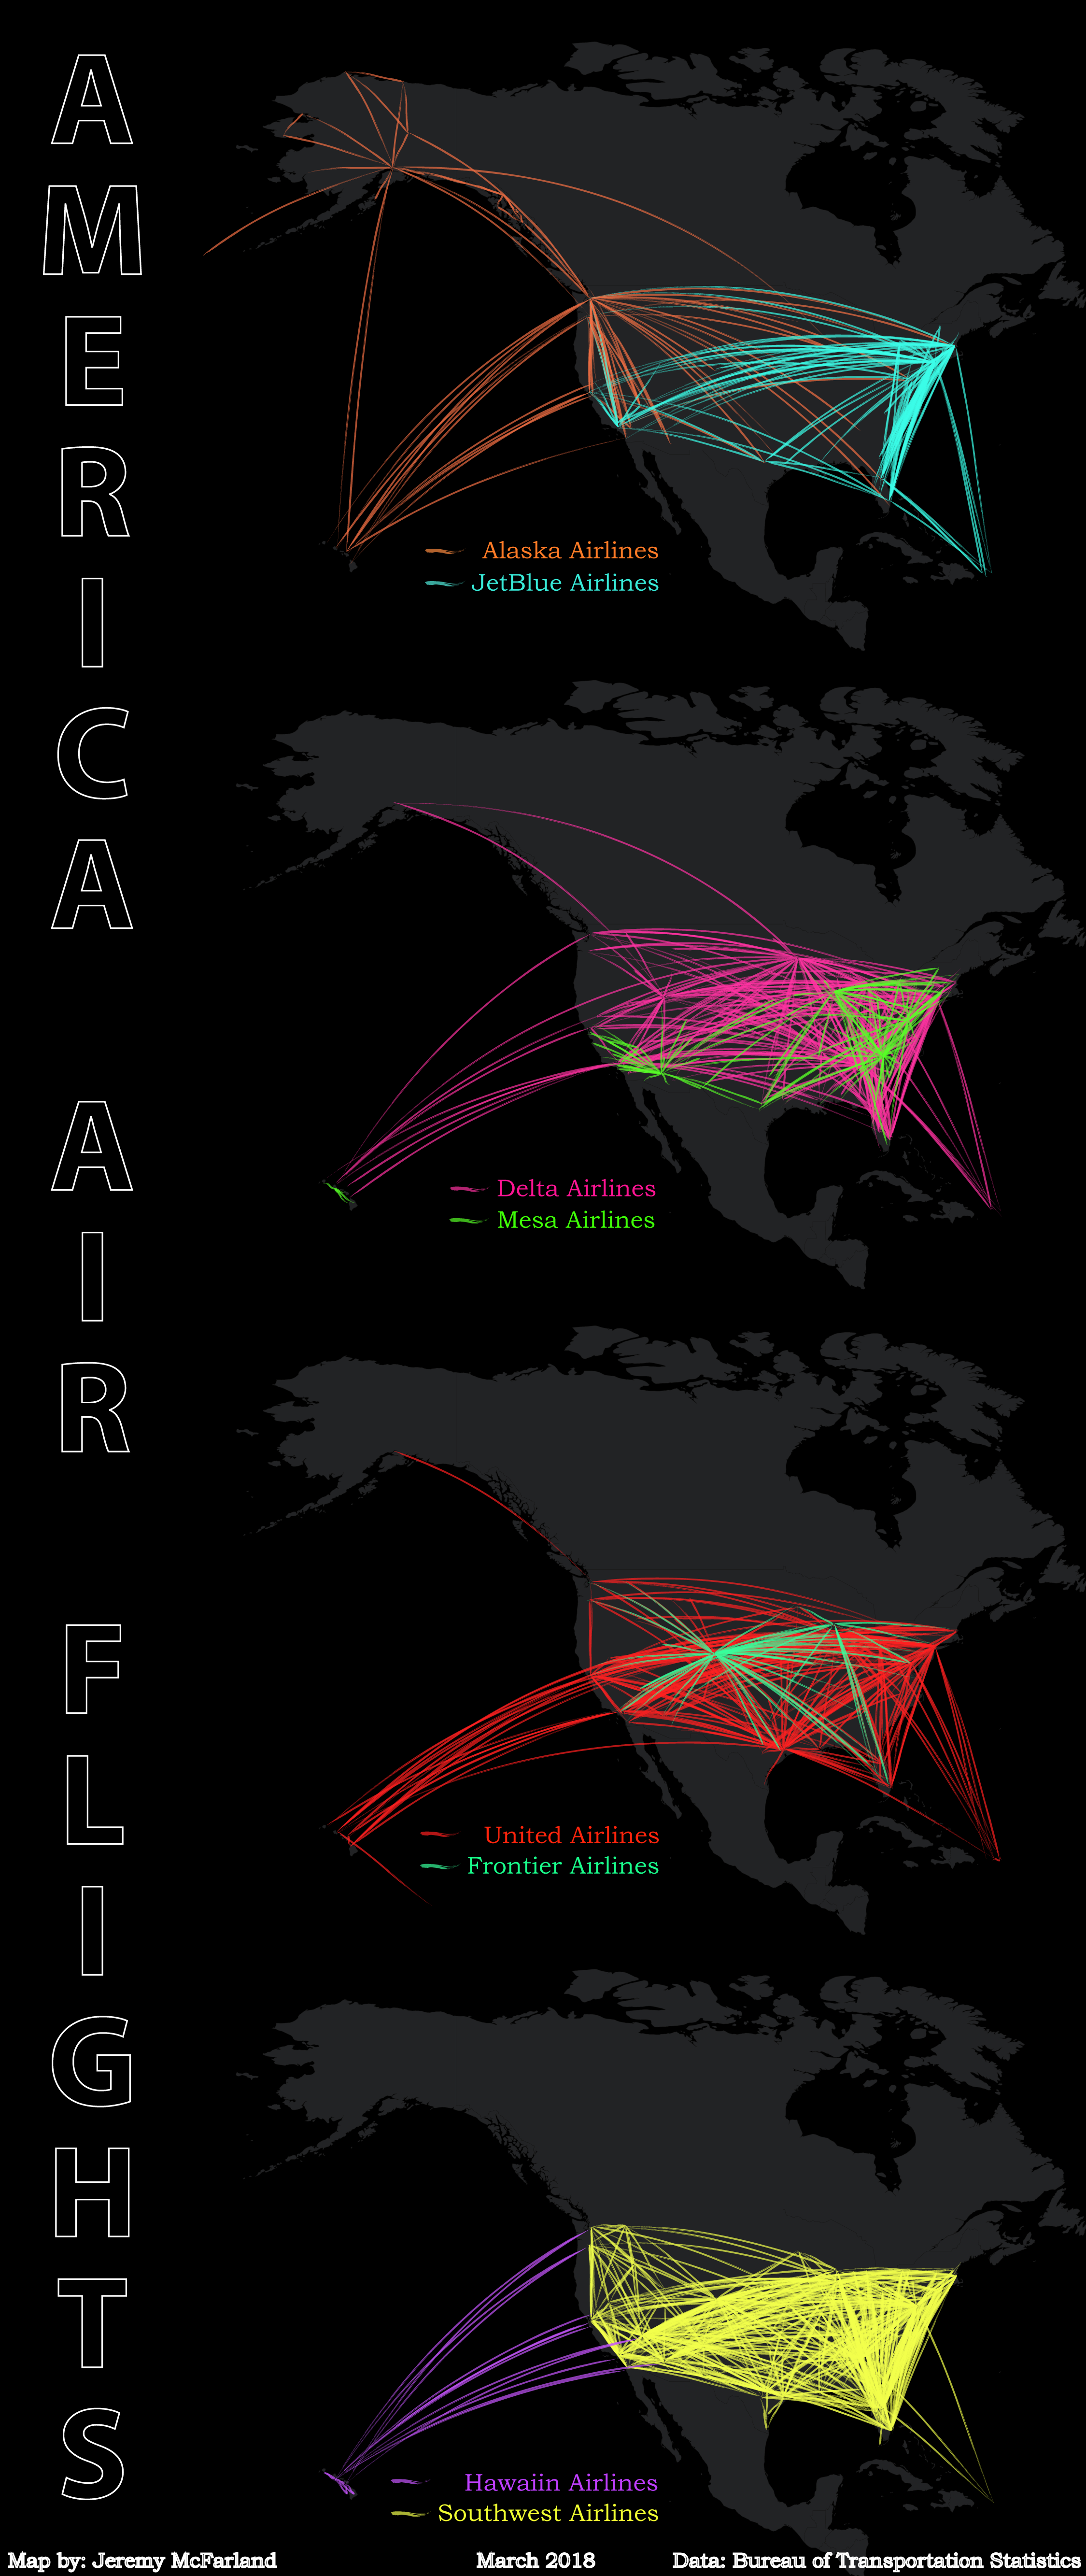 AMERICA AIR FLIGHTS
Alaska Airlines
JetBlue Airlines
Delta Airlines
Mesa Airlines
United Airlines
Frontier Airlines
Hawaiin Airlines
Southwest Airlines
Map by: Jeremy McFarland
March 2018
Data: Bureau of Transportation Statistics